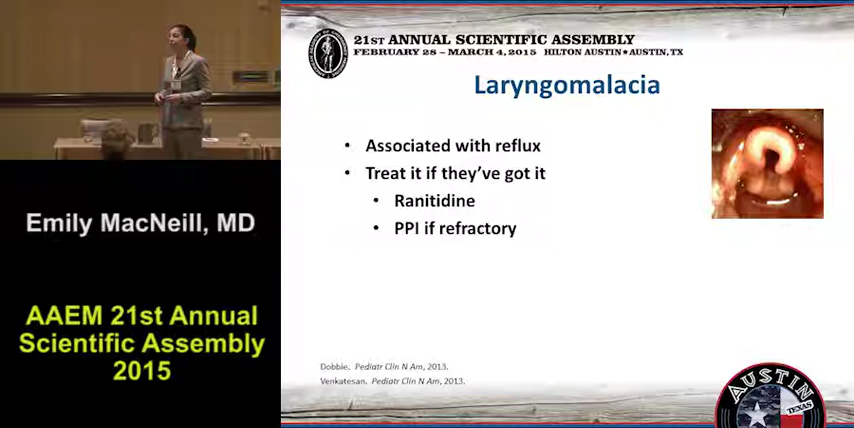 21ST ANNUAL SCIENTIFIC ASSEMBLY
FEBRUARY 28 – MARCH 4, 2015 HILTON AUSTIN★AUSTIN, TX
Laryngomalacia
• Associated with reflux
• Treat it if they've got it
• Ranitidine
• PPI if refractory
Emily MacNeill, MD
AAEM 21st Annual
Scientific Assembly
2015
Dobbie. Pediatr Clin N Am, 2013.
Venkatesan. Pediatr Clin N Am, 2013.
AUSTIN
TEXAS